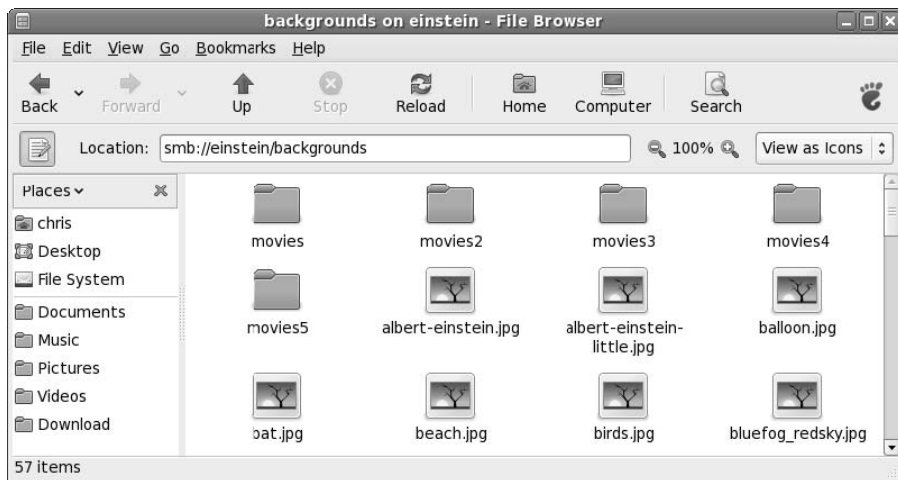 backgrounds on einstein - File Browser
File Edit View Go Bookmarks Help
Back Forward Up Stop Reload Home Computer Search
Location: smb://einstein/backgrounds 100% View as Icons
Places
chris
Desktop
File System
Documents
Music
Pictures
Videos
Download
movies movies2 movies3 movies4
movies5 albert-einstein.jpg albert-einstein-
little.jpg balloon.jpg
bat.jpg beach.jpg birds.jpg bluefog_redsky.jpg
57 items